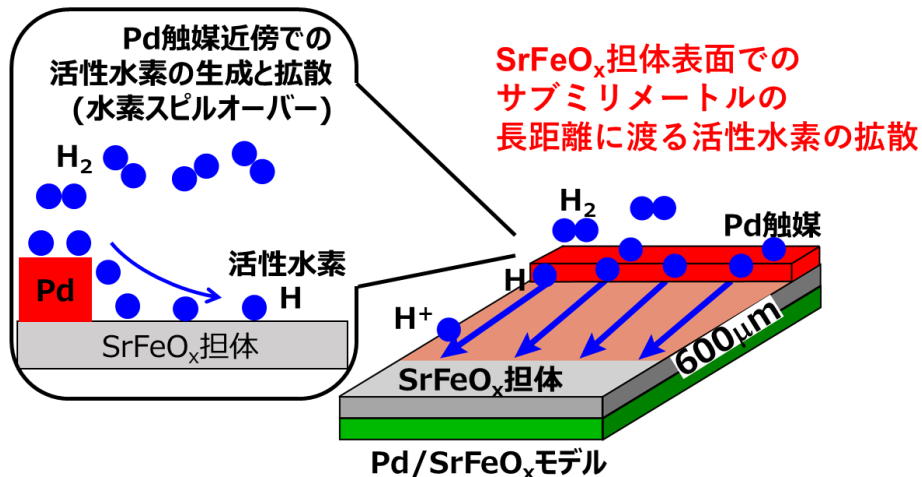 Pd触媒近傍での
活性水素の生成と拡散
(水素スピルオーバー)
H₂
活性水素
H
Pd
SrFeOₓ担体
SrFeOₓ担体表面での
サブミリメートルの
長距離に渡る活性水素の拡散
H₂
Pd触媒
H
H⁺
600μm
SrFeOₓ担体
Pd/SrFeOₓモデル